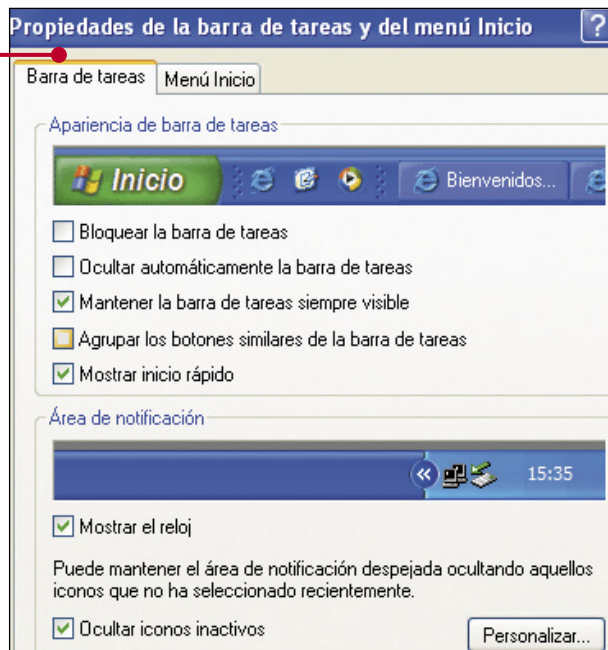 Propiedades de la barra de tareas y del menú Inicio ?
Barra de tareas Menú Inicio
Apariencia de barra de tareas
Inicio Bienvenidos...
Bloquear la barra de tareas
Ocultar automáticamente la barra de tareas
Mantener la barra de tareas siempre visible
Agrupar los botones similares de la barra de tareas
Mostrar inicio rápido
Área de notificación
« 15:35
Mostrar el reloj
Puede mantener el área de notificación despejada ocultando aquellos
iconos que no ha seleccionado recientemente.
Ocultar iconos inactivos Personalizar...